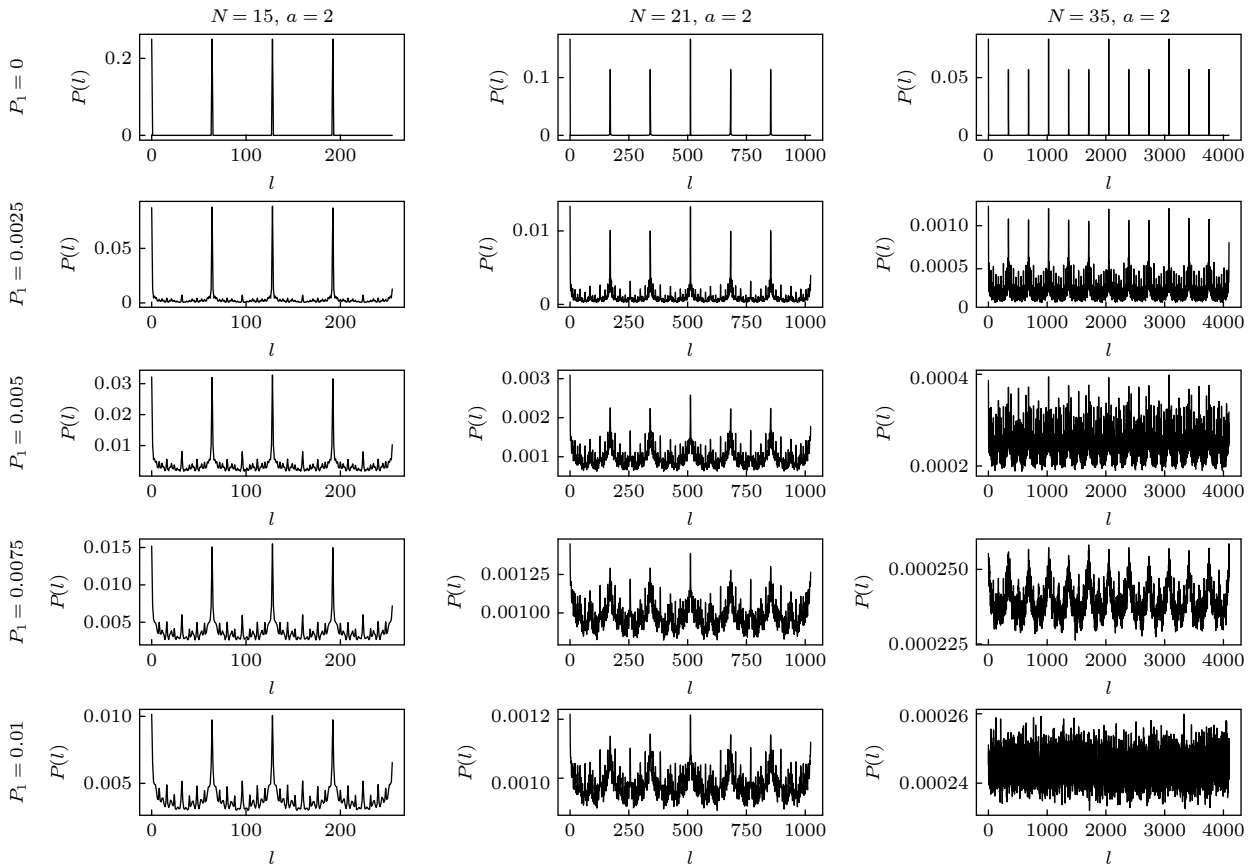 N = 15, a = 2
N = 21, a = 2
N = 35, a = 2
P₁ = 0
P(l)
0.2
0
0 100 200
l
P(l)
0.1
0
0 250 500 750 1000
l
P(l)
0.05
0
0 1000 2000 3000 4000
l
P₁ = 0.0025
P(l)
0.05
0
0 100 200
l
P(l)
0.01
0
0 250 500 750 1000
l
P(l)
0.0010
0.0005
0
0 1000 2000 3000 4000
l
P₁ = 0.005
P(l)
0.03
0.02
0.01
0 100 200
l
P(l)
0.003
0.002
0.001
0 250 500 750 1000
l
P(l)
0.0004
0.0002
0 1000 2000 3000 4000
l
P₁ = 0.0075
P(l)
0.015
0.010
0.005
0 100 200
l
P(l)
0.00125
0.00100
0 250 500 750 1000
l
P(l)
0.000250
0.000225
0 1000 2000 3000 4000
l
P₁ = 0.01
P(l)
0.010
0.005
0 100 200
l
P(l)
0.0012
0.0010
0 250 500 750 1000
l
P(l)
0.00026
0.00024
0 1000 2000 3000 4000
l